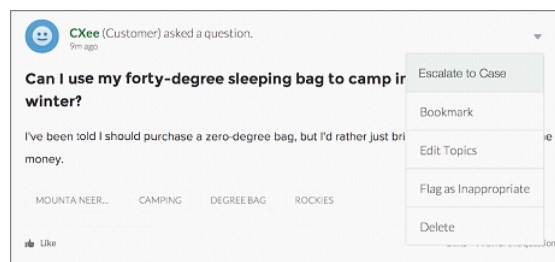 CXee (Customer) asked a question.
9m ago
Can I use my forty-degree sleeping bag to camp in
winter?
I've been told I should purchase a zero-degree bag, but I'd rather just
money.
MOUNTA NEER... CAMPING DEGREE BAG ROCKIES
Like
Escalate to Case
Bookmark
Edit Topics
Flag as Inappropriate
Delete